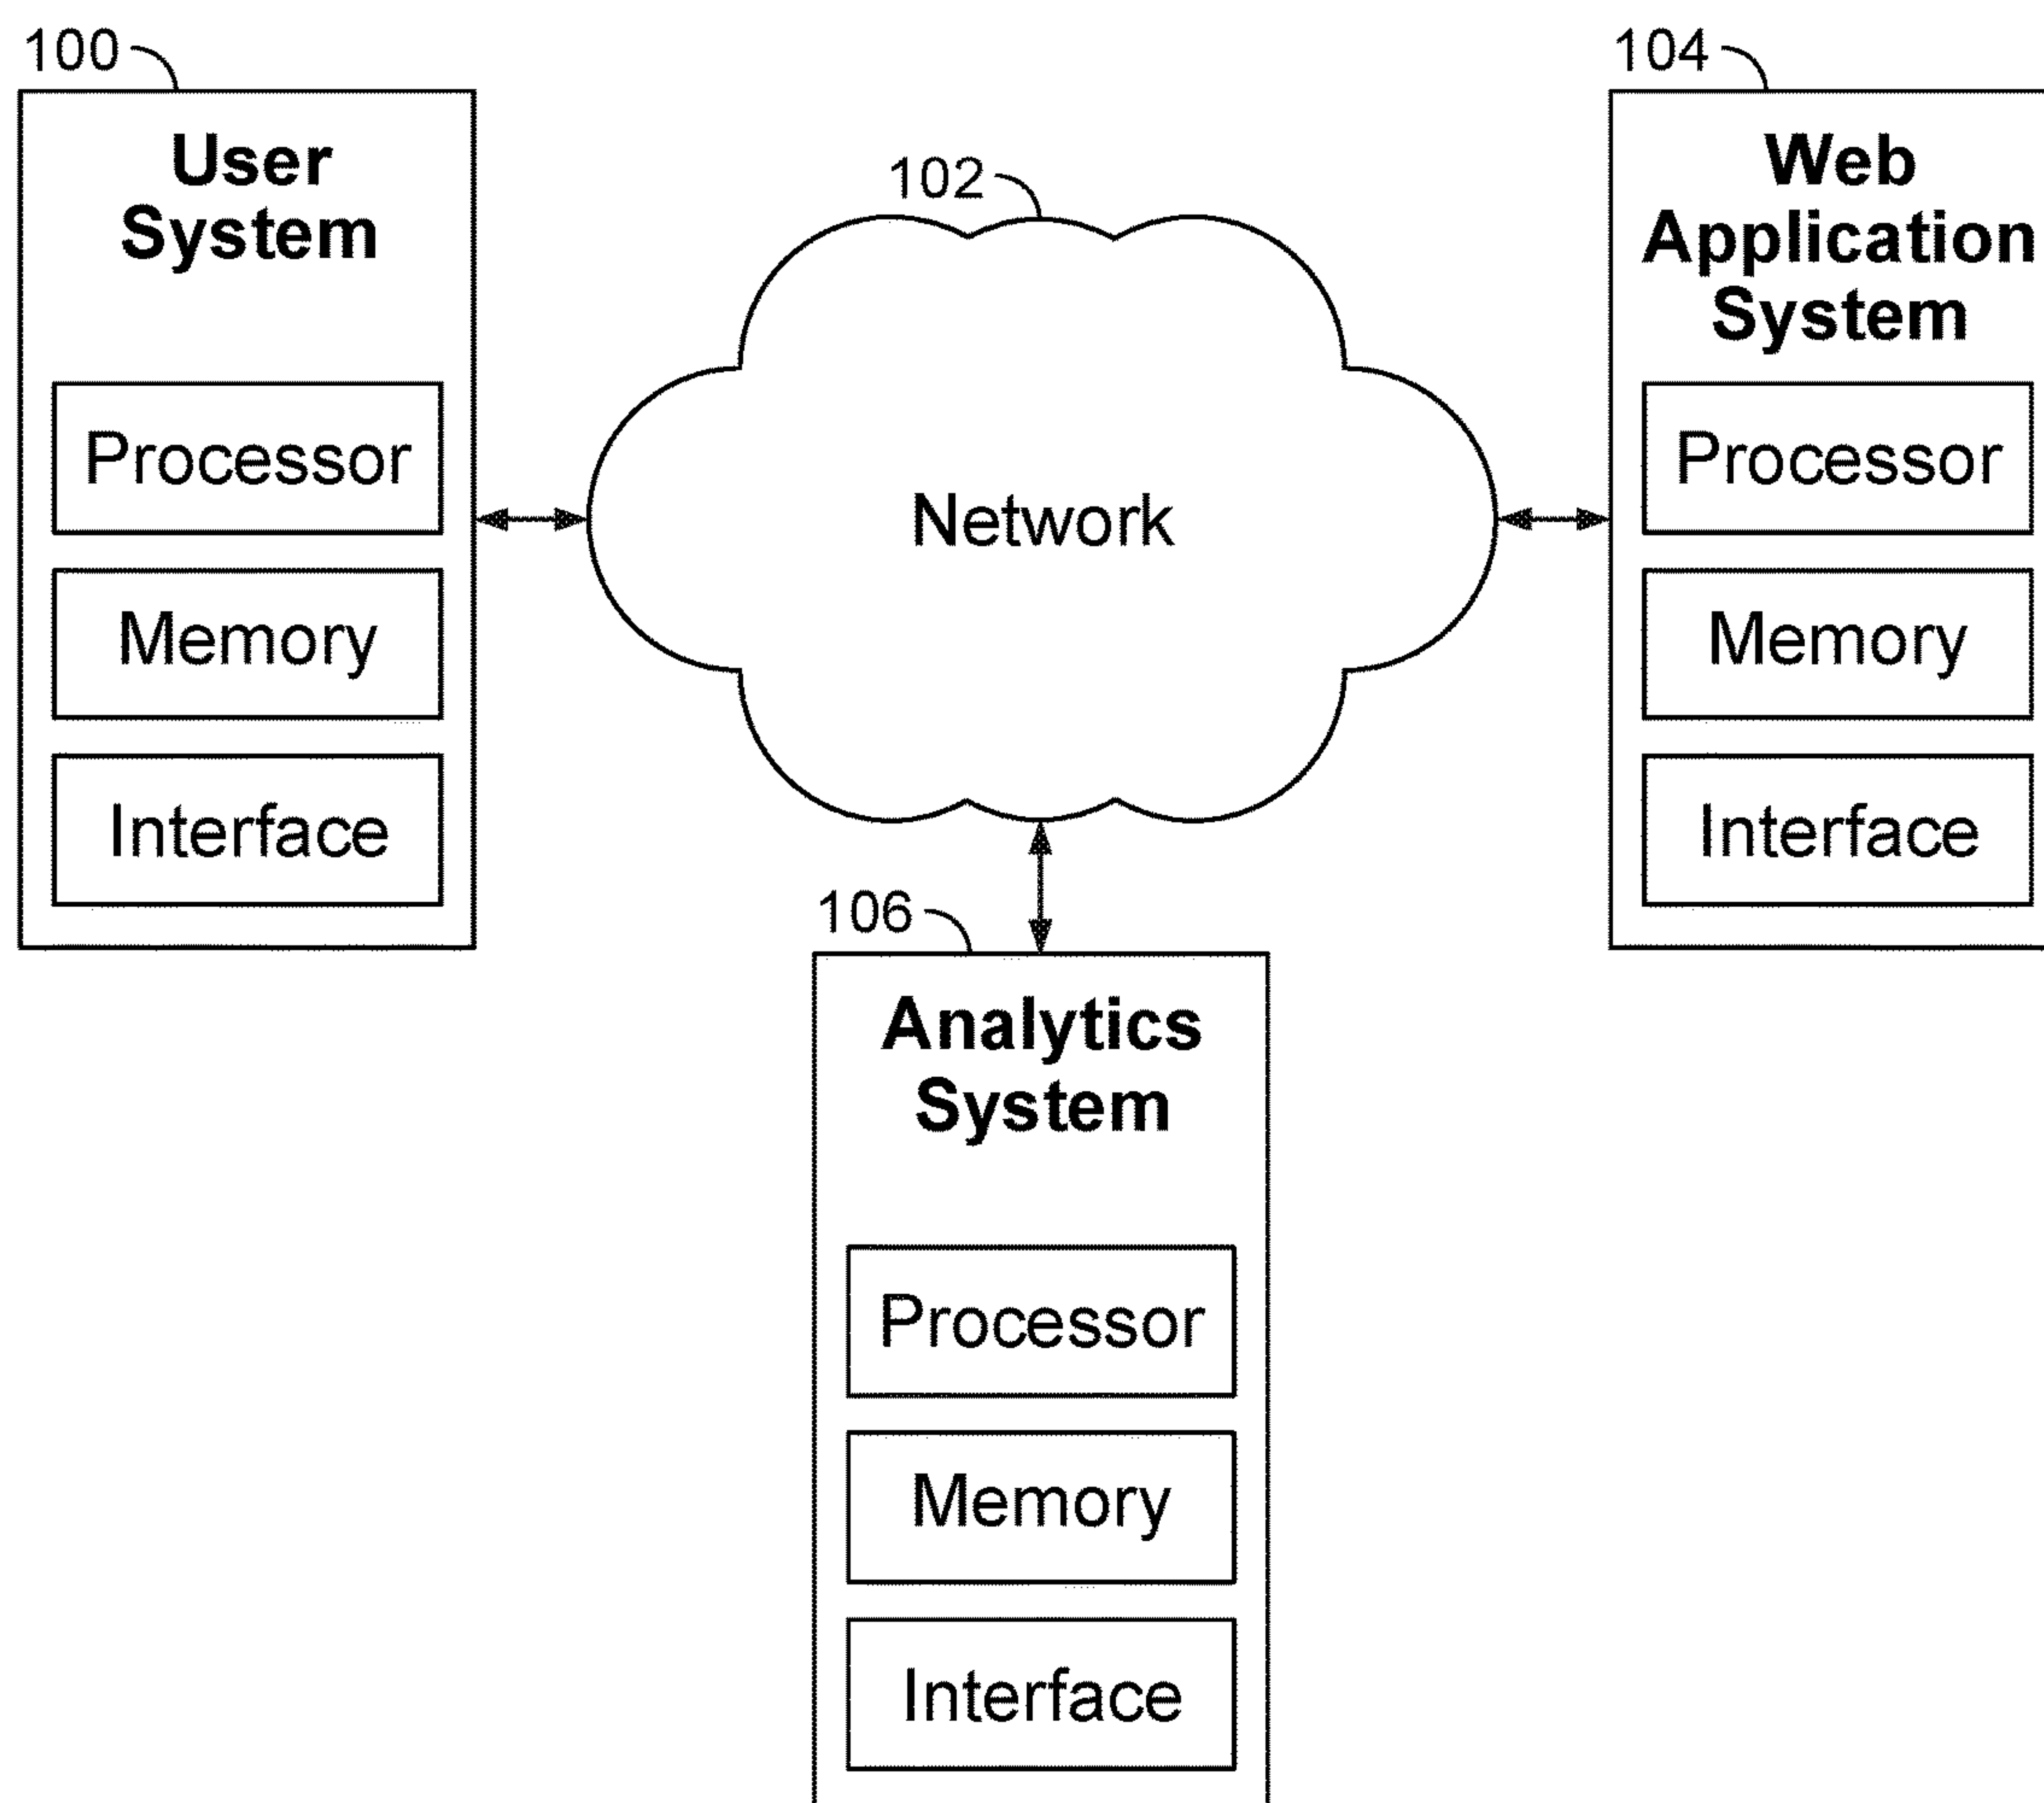 100
User
System
Processor
Memory
Interface
102
Network
104
Web
Application
System
Processor
Memory
Interface
106
Analytics
System
Processor
Memory
Interface